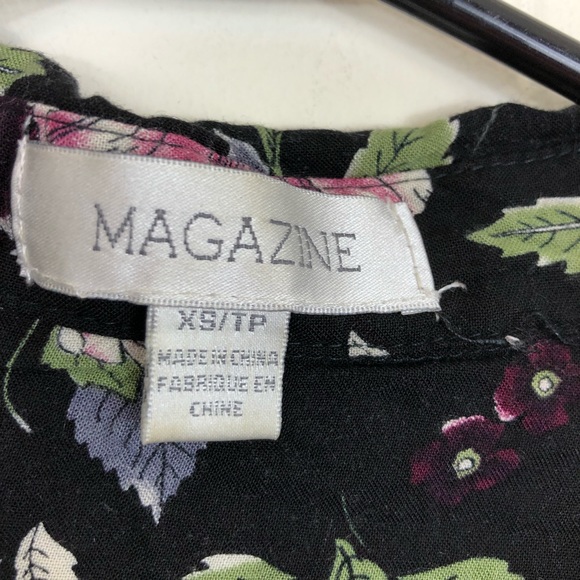 MAGAZINE
XS/TP
MADE IN CHINA
FABRIQUE EN
CHINE